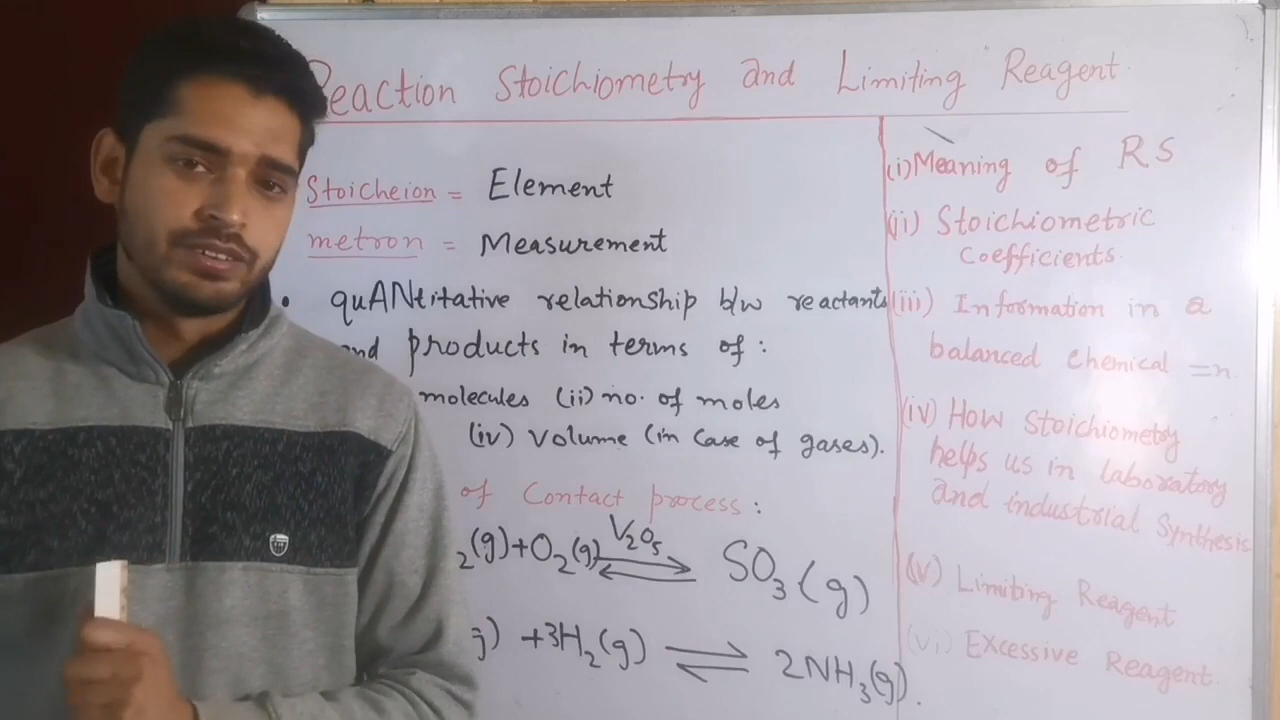 Reaction Stoichiometry and Limiting Reagent
Stoicheion = Element
metron = Measurement
• quANtitative relationship b/w reactants
and products in terms of :
molecules (ii) no. of moles
(iv) Volume (in case of gases).
of Contact process :
2(g) + O2(g) V2O5 ⇌ SO3(g)
g) + 3H2(g) ⇌ 2NH3(g).
(i) Meaning of RS
(ii) Stoichiometric
Coefficients.
(iii) Information in a
balanced chemical =n.
(iv) How Stoichiometry
helps us in laboratory
and industrial Synthesis
(v) Limiting Reagent
(vi) Excessive Reagent.